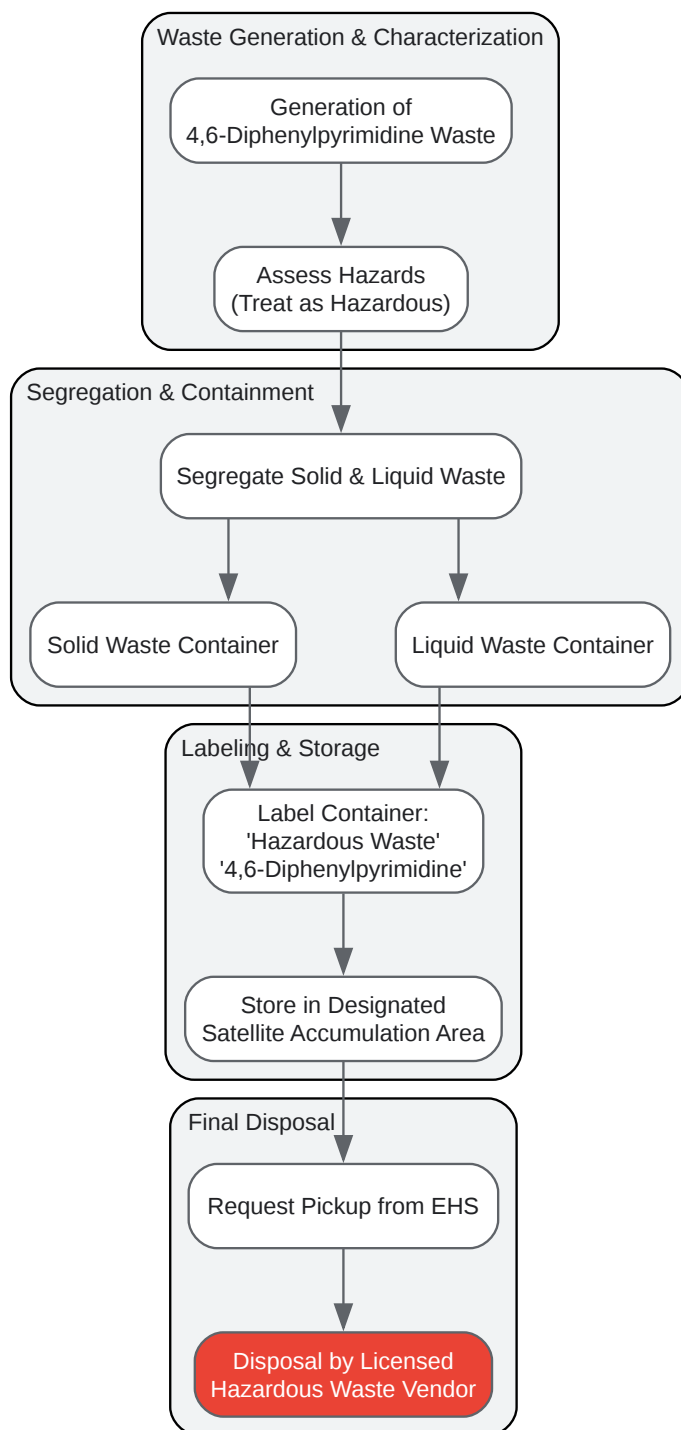 Waste Generation & Characterization
Generation of
4,6-Diphenylpyrimidine Waste
Assess Hazards
(Treat as Hazardous)
Segregation & Containment
Segregate Solid & Liquid Waste
Solid Waste Container
Liquid Waste Container
Labeling & Storage
Label Container:
'Hazardous Waste'
'4,6-Diphenylpyrimidine'
Store in Designated
Satellite Accumulation Area
Final Disposal
Request Pickup from EHS
Disposal by Licensed
Hazardous Waste Vendor